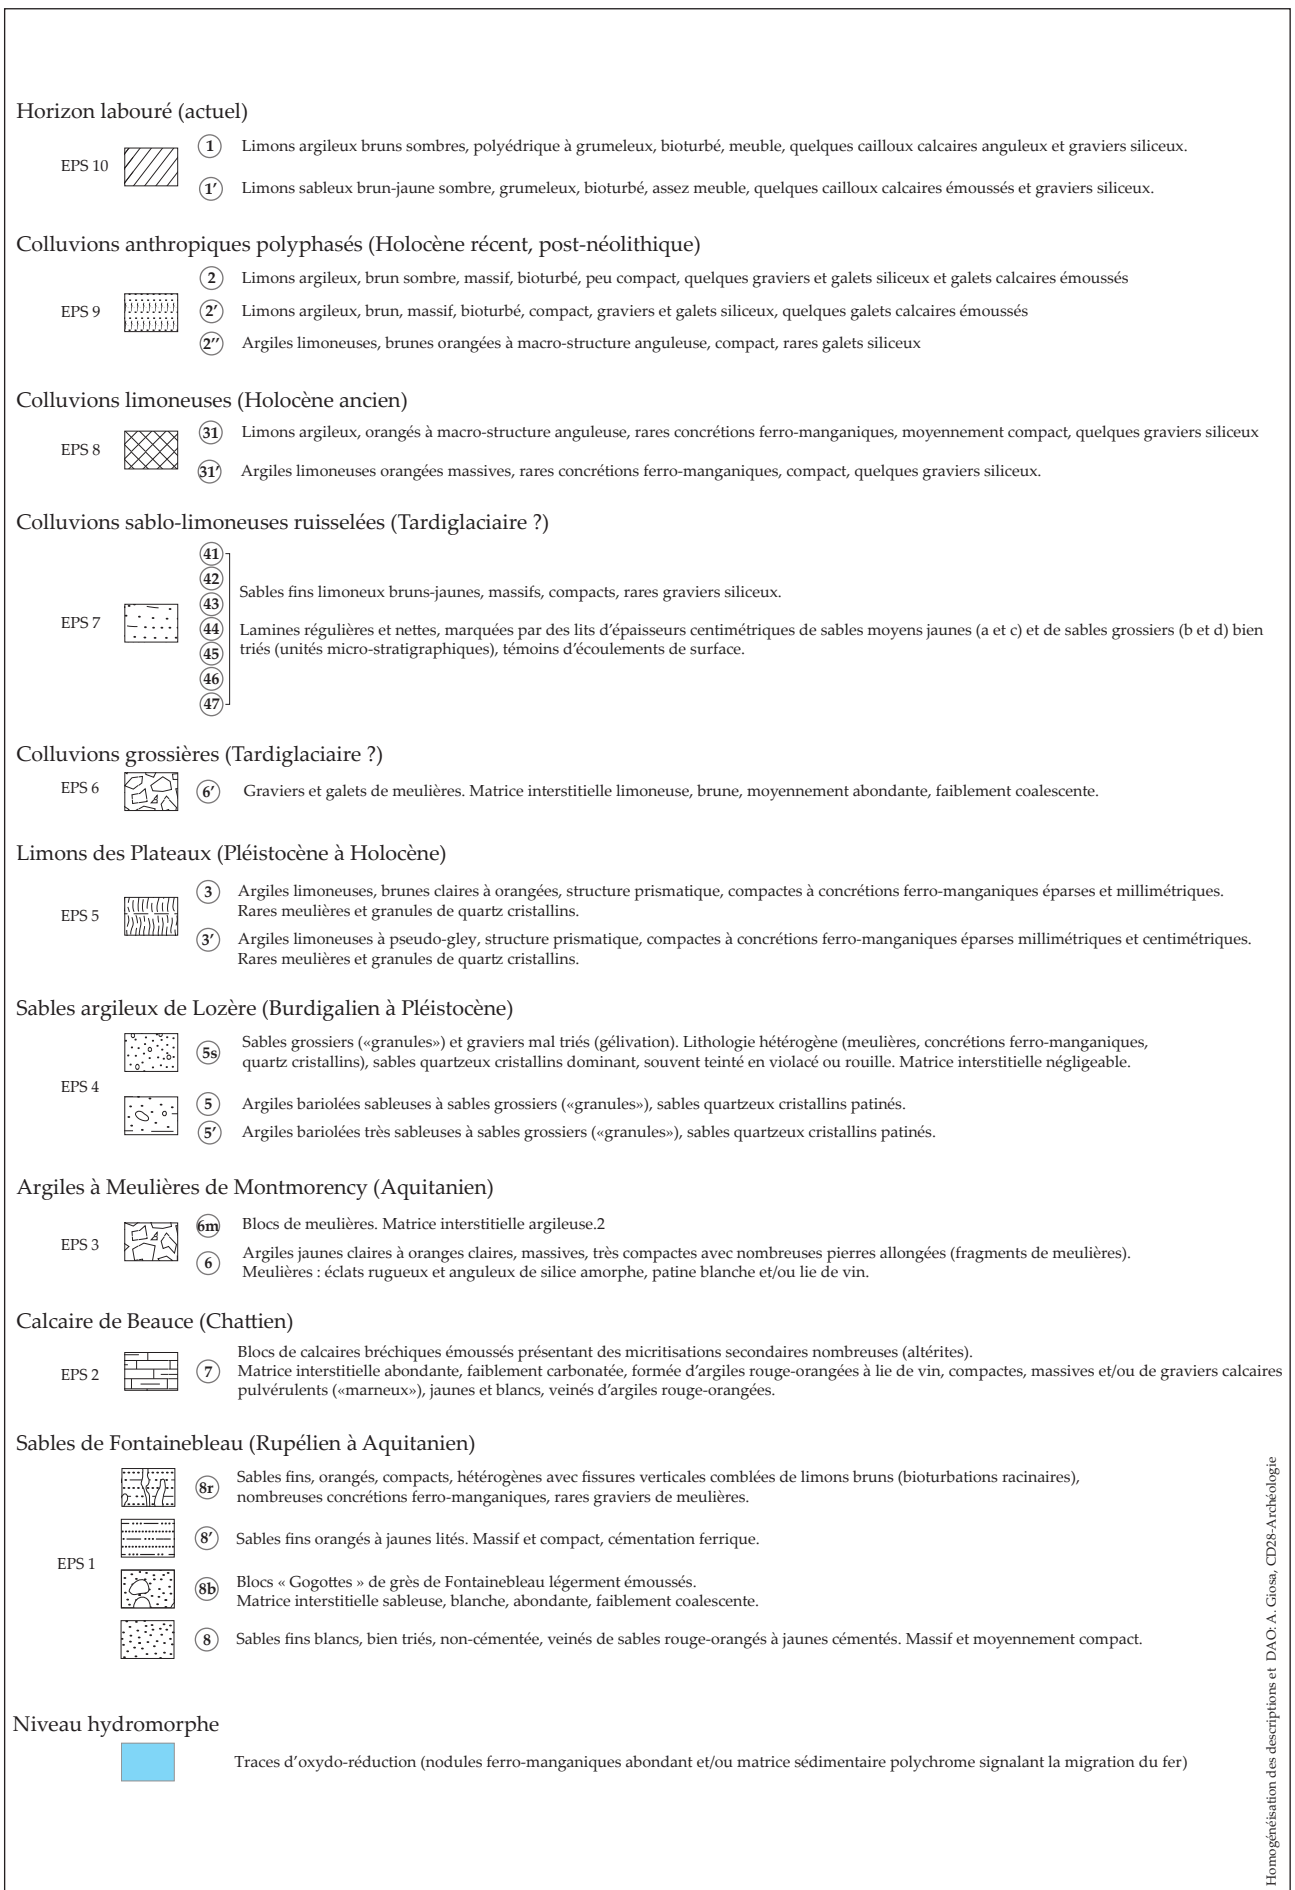 Horizon labouré (actuel)
EPS 10
1 Limons argileux bruns sombres, polyédrique à grumeleux, bioturbé, meuble, quelques cailloux calcaires anguleux et graviers siliceux.
1' Limons sableux brun-jaune sombre, grumeleux, bioturbé, assez meuble, quelques cailloux calcaires émoussés et graviers siliceux.
Colluvions anthropiques polyphasés (Holocène récent, post-néolithique)
EPS 9
2 Limons argileux, brun sombre, massif, bioturbé, peu compact, quelques graviers et galets siliceux et galets calcaires émoussés
2' Limons argileux, brun, massif, bioturbé, compact, graviers et galets siliceux, quelques galets calcaires émoussés
2'' Argiles limoneuses, brunes orangées à macro-structure anguleuse, compact, rares galets siliceux
Colluvions limoneuses (Holocène ancien)
EPS 8
31 Limons argileux, orangés à macro-structure anguleuse, rares concrétions ferro-manganiques, moyennement compact, quelques graviers siliceux
31' Argiles limoneuses orangées massives, rares concrétions ferro-manganiques, compact, quelques graviers siliceux.
Colluvions sablo-limoneuses ruisselées (Tardiglaciaire ?)
EPS 7
41
42
43
44
45
46
47
Sables fins limoneux bruns-jaunes, massifs, compacts, rares graviers siliceux.
Lamines régulières et nettes, marquées par des lits d'épaisseurs centimétriques de sables moyens jaunes (a et c) et de sables grossiers (b et d) bien
triés (unités micro-stratigraphiques), témoins d'écoulements de surface.
Colluvions grossières (Tardiglaciaire ?)
EPS 6
6' Graviers et galets de meulières. Matrice interstitielle limoneuse, brune, moyennement abondante, faiblement coalescente.
Limons des Plateaux (Pléistocène à Holocène)
EPS 5
3 Argiles limoneuses, brunes claires à orangées, structure prismatique, compactes à concrétions ferro-manganiques éparses et millimétriques.
Rares meulières et granules de quartz cristallins.
3' Argiles limoneuses à pseudo-gley, structure prismatique, compactes à concrétions ferro-manganiques éparses millimétriques et centimétriques.
Rares meulières et granules de quartz cristallins.
Sables argileux de Lozère (Burdigalien à Pléistocène)
EPS 4
5s Sables grossiers («granules») et graviers mal triés (gélivation). Lithologie hétérogène (meulières, concrétions ferro-manganiques,
quartz cristallins), sables quartzeux cristallins dominant, souvent teinté en violacé ou rouille. Matrice interstitielle négligeable.
5 Argiles bariolées sableuses à sables grossiers («granules»), sables quartzeux cristallins patinés.
5' Argiles bariolées très sableuses à sables grossiers («granules»), sables quartzeux cristallins patinés.
Argiles à Meulières de Montmorency (Aquitanien)
EPS 3
6m Blocs de meulières. Matrice interstitielle argileuse.2
6 Argiles jaunes claires à oranges claires, massives, très compactes avec nombreuses pierres allongées (fragments de meulières).
Meulières : éclats rugueux et anguleux de silice amorphe, patine blanche et/ou lie de vin.
Calcaire de Beauce (Chattien)
EPS 2
7 Blocs de calcaires bréchiques émoussés présentant des micritisations secondaires nombreuses (altérites).
Matrice interstitielle abondante, faiblement carbonatée, formée d'argiles rouge-orangées à lie de vin, compactes, massives et/ou de graviers calcaires
pulvérulents («marneux»), jaunes et blancs, veinés d'argiles rouge-orangées.
Sables de Fontainebleau (Rupélien à Aquitanien)
EPS 1
8r Sables fins, orangés, compacts, hétérogènes avec fissures verticales comblées de limons bruns (bioturbations racinaires),
nombreuses concrétions ferro-manganiques, rares graviers de meulières.
8' Sables fins orangés à jaunes lités. Massif et compact, cémentation ferrique.
8b Blocs « Gogottes » de grès de Fontainebleau légerment émoussés.
Matrice interstitielle sableuse, blanche, abondante, faiblement coalescente.
8 Sables fins blancs, bien triés, non-cémentée, veinés de sables rouge-orangés à jaunes cémentés. Massif et moyennement compact.
Niveau hydromorphe
Traces d'oxydo-réduction (nodules ferro-manganiques abondant et/ou matrice sédimentaire polychrome signalant la migration du fer)
Homogénéisation des descriptions et DAO: A. Giosa, CD28-Archéologie